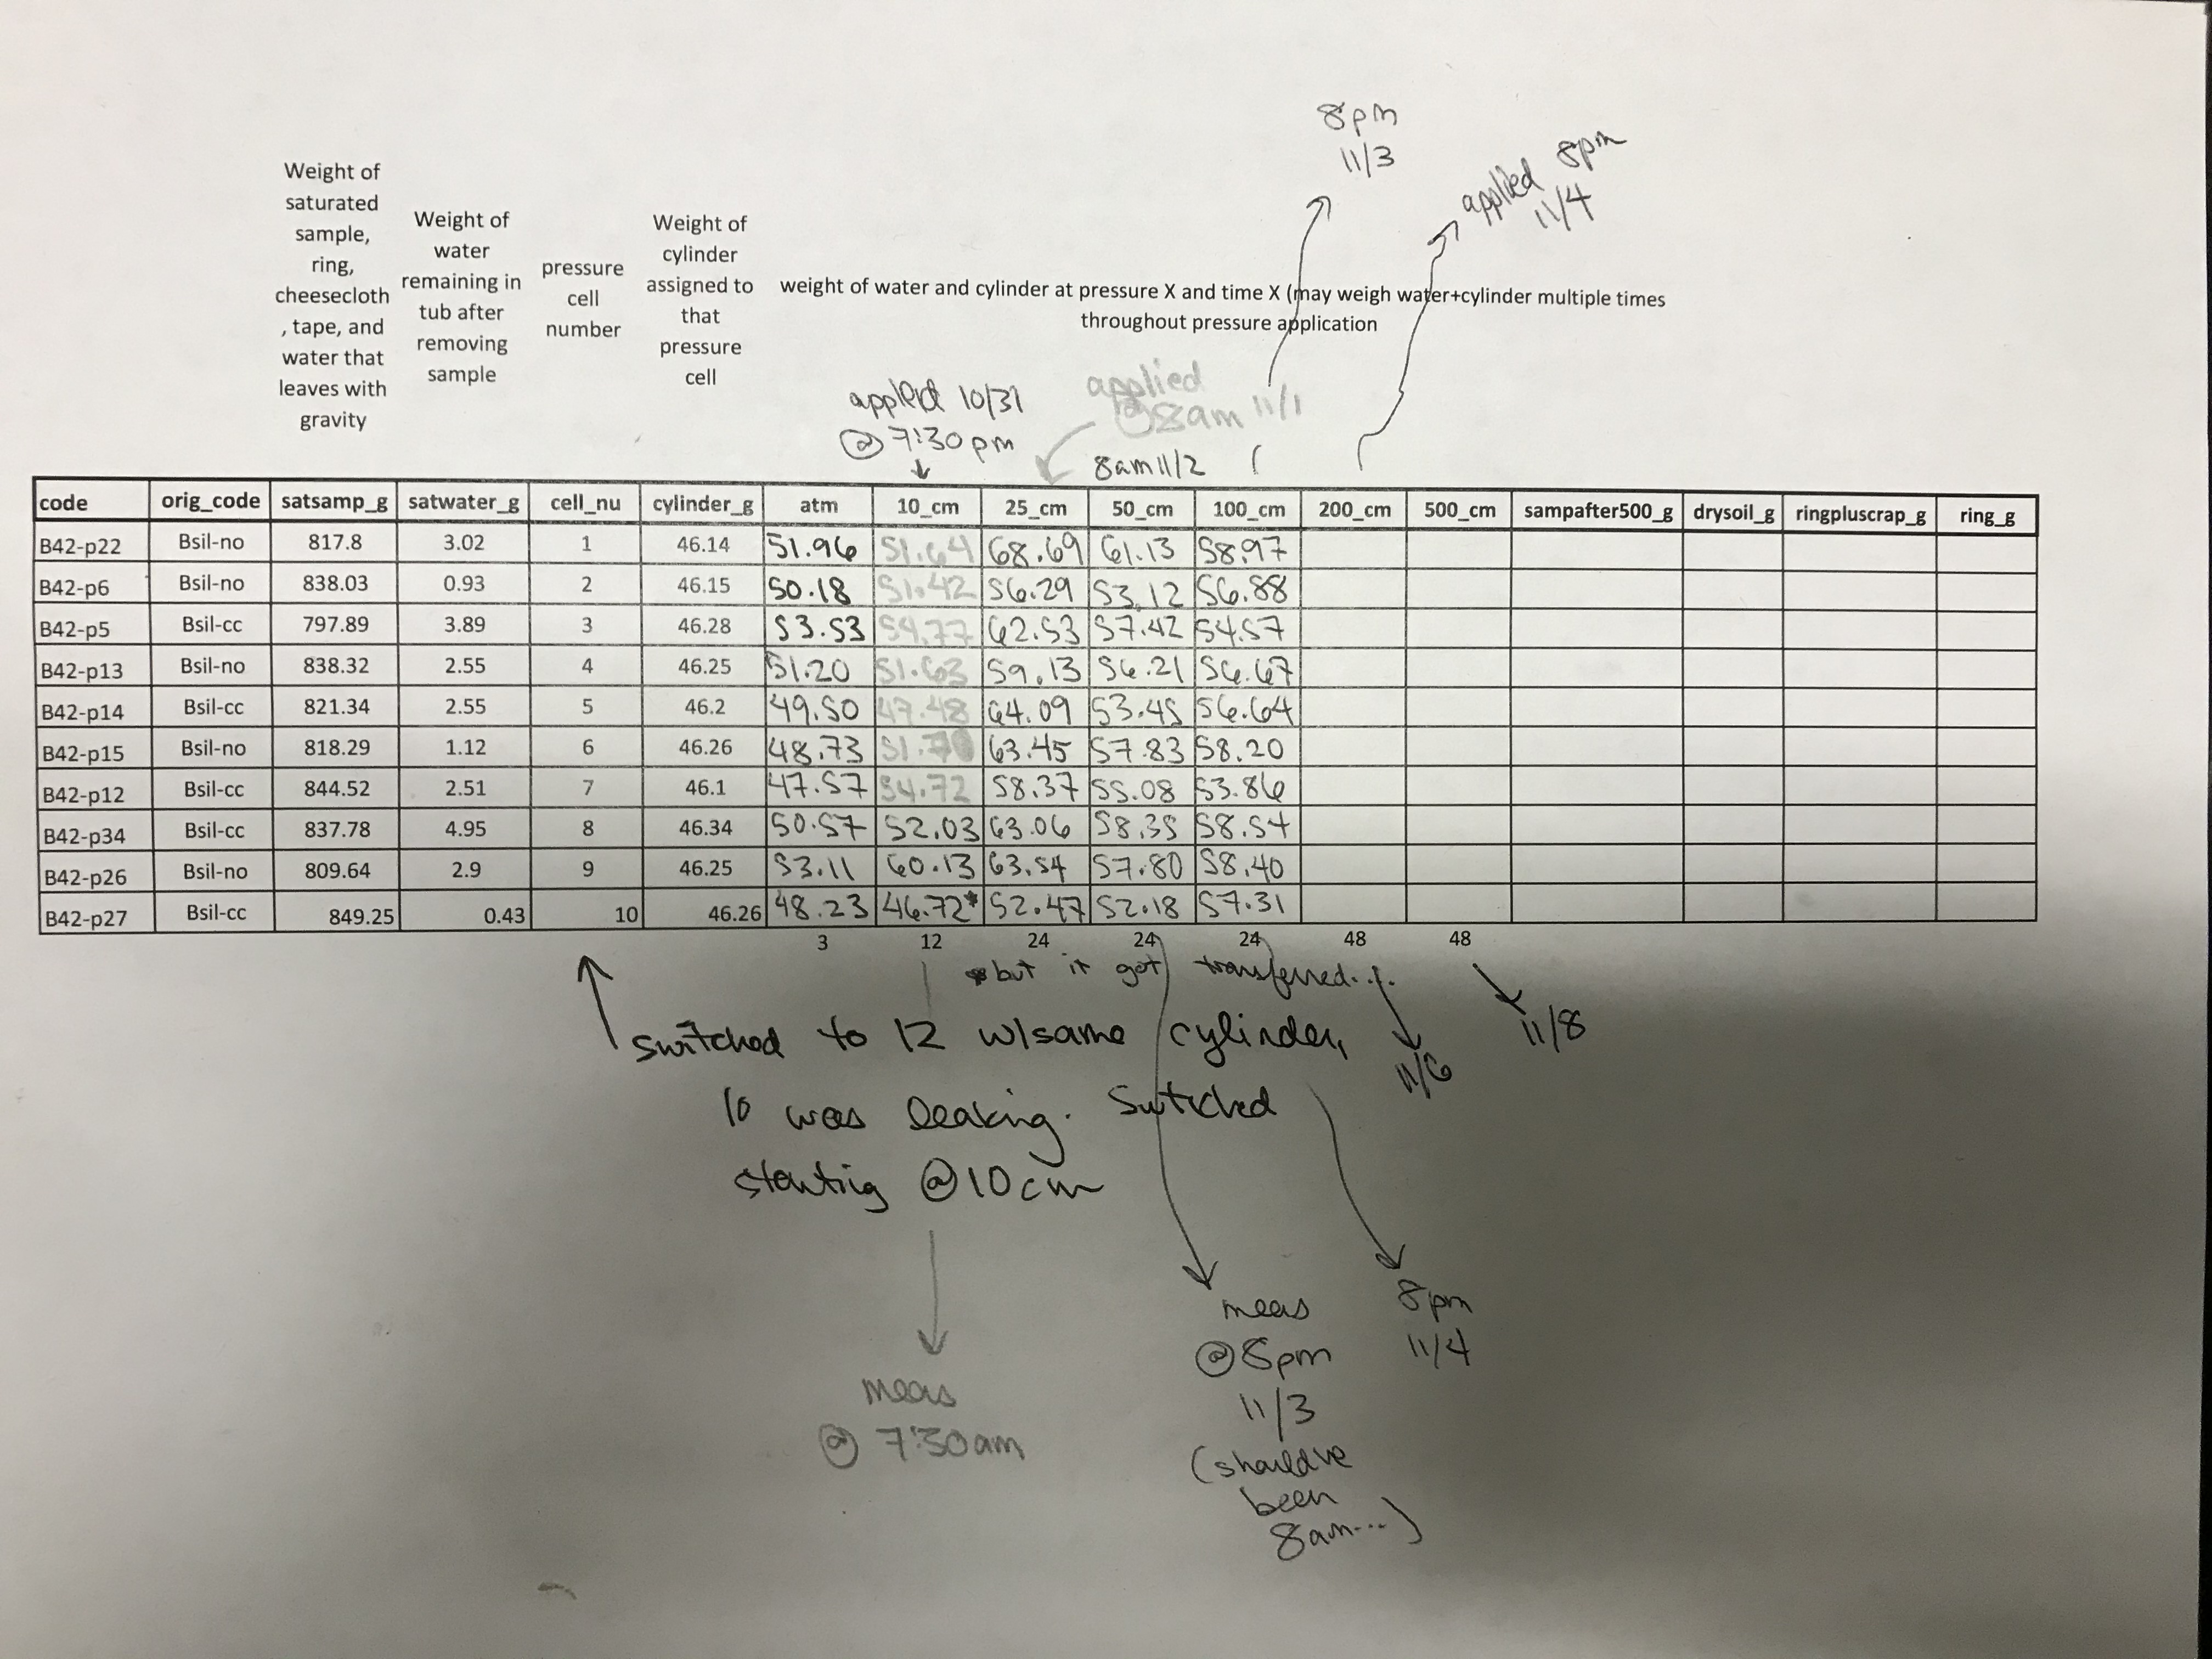 8pm
11/3
applied 8pm
11/4
Weight of
saturated
sample,
ring,
cheesecloth
, tape, and
water that
leaves with
gravity
Weight of
water
remaining in
tub after
removing
sample
pressure
cell
number
Weight of
cylinder
assigned to
that
pressure
cell
weight of water and cylinder at pressure X and time X (may weigh water+cylinder multiple times
throughout pressure application
applied 10/31
@ 7:30pm
applied
@8am 11/1
8am 11/2
code orig_code satsamp_g satwater_g cell_nu cylinder_g atm 10_cm 25_cm 50_cm 100_cm 200_cm 500_cm sampafter500_g drysoil_g ringpluscrap_g ring_g
B42-p22 Bsil-no 817.8 3.02 1 46.14 51.96 51.64 68.69 61.13 58.97
B42-p6 Bsil-no 838.03 0.93 2 46.15 50.18 51.42 56.29 53.12 56.88
B42-p5 Bsil-cc 797.89 3.89 3 46.28 53.53 54.77 62.53 57.42 54.57
B42-p13 Bsil-no 838.32 2.55 4 46.25 51.20 51.63 59.13 56.21 56.67
B42-p14 Bsil-cc 821.34 2.55 5 46.2 49.50 47.48 64.09 53.45 56.64
B42-p15 Bsil-no 818.29 1.12 6 46.26 48.73 63.45 57.83 58.20
B42-p12 Bsil-cc 844.52 2.51 7 46.1 47.57 54.72 58.37 55.08 53.86
B42-p34 Bsil-cc 837.78 4.95 8 46.34 50.57 52.03 63.06 58.35 58.54
B42-p26 Bsil-no 809.64 2.9 9 46.25 53.11 60.13 63.54 57.80 58.40
B42-p27 Bsil-cc 849.25 0.43 10 46.26 48.23 46.72* 52.47 52.18 57.31
3 12 24 24 24 48 48
*but it got transferred...
switched to 12 w/same cylinder,
10 was leaking. Switched
starting @10cm
11/6
11/8
meas
@ 7:30am
meas
@8pm
11/3
(should've
been
8am...)
8pm
11/4